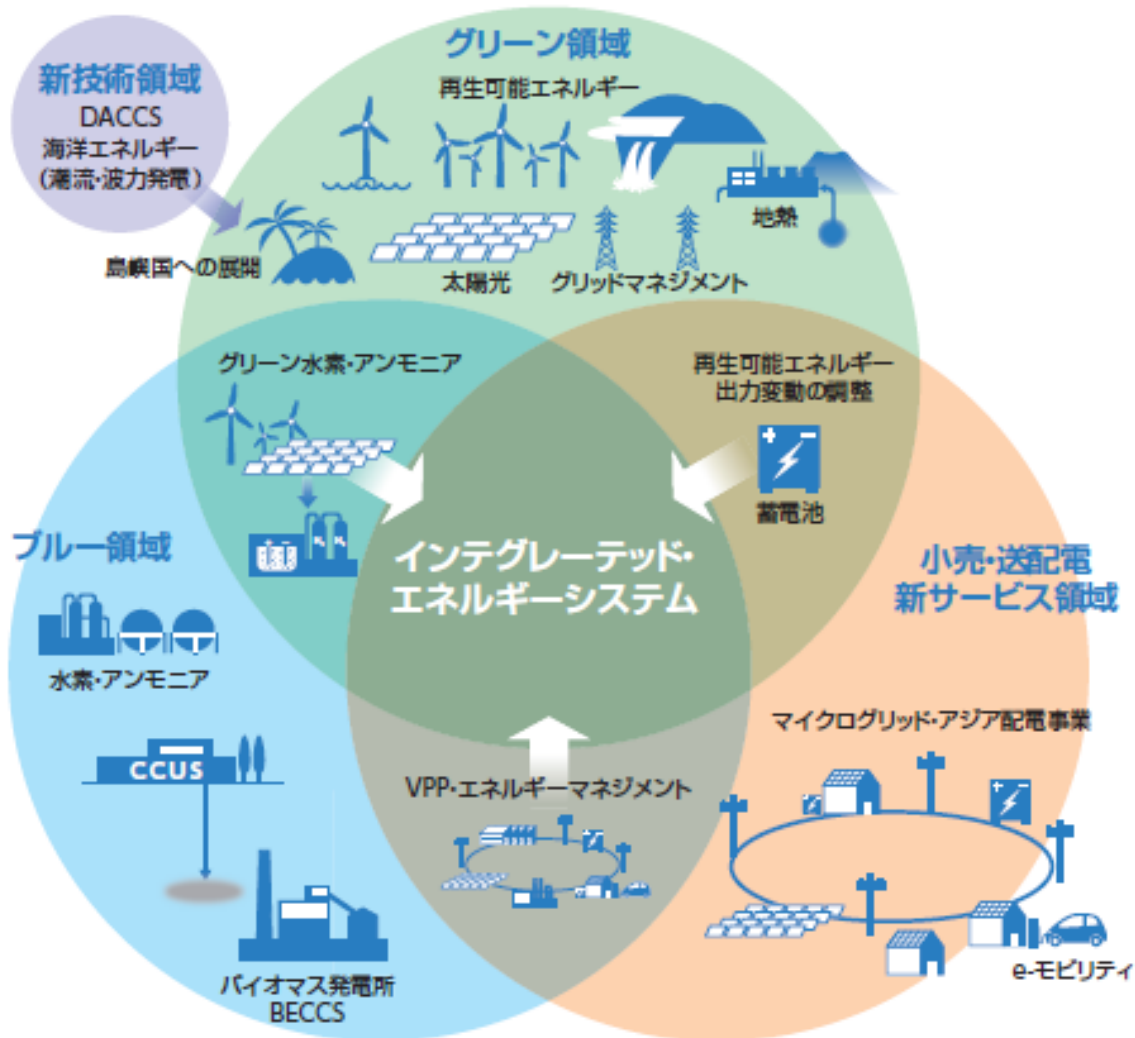 グリーン領域
再生可能エネルギー
新技術領域
DACCS
海洋エネルギー
（潮流・波力発電）
地熱
島嶼国への展開
太陽光
グリッドマネジメント
グリーン水素・アンモニア
再生可能エネルギー
出力変動の調整
蓄電池
ブルー領域
インテグレーテッド・
エネルギーシステム
小売・送配電
新サービス領域
水素・アンモニア
マイクログリッド・アジア配電事業
CCUS
VPP・エネルギーマネジメント
バイオマス発電所
BECCS
e-モビリティ